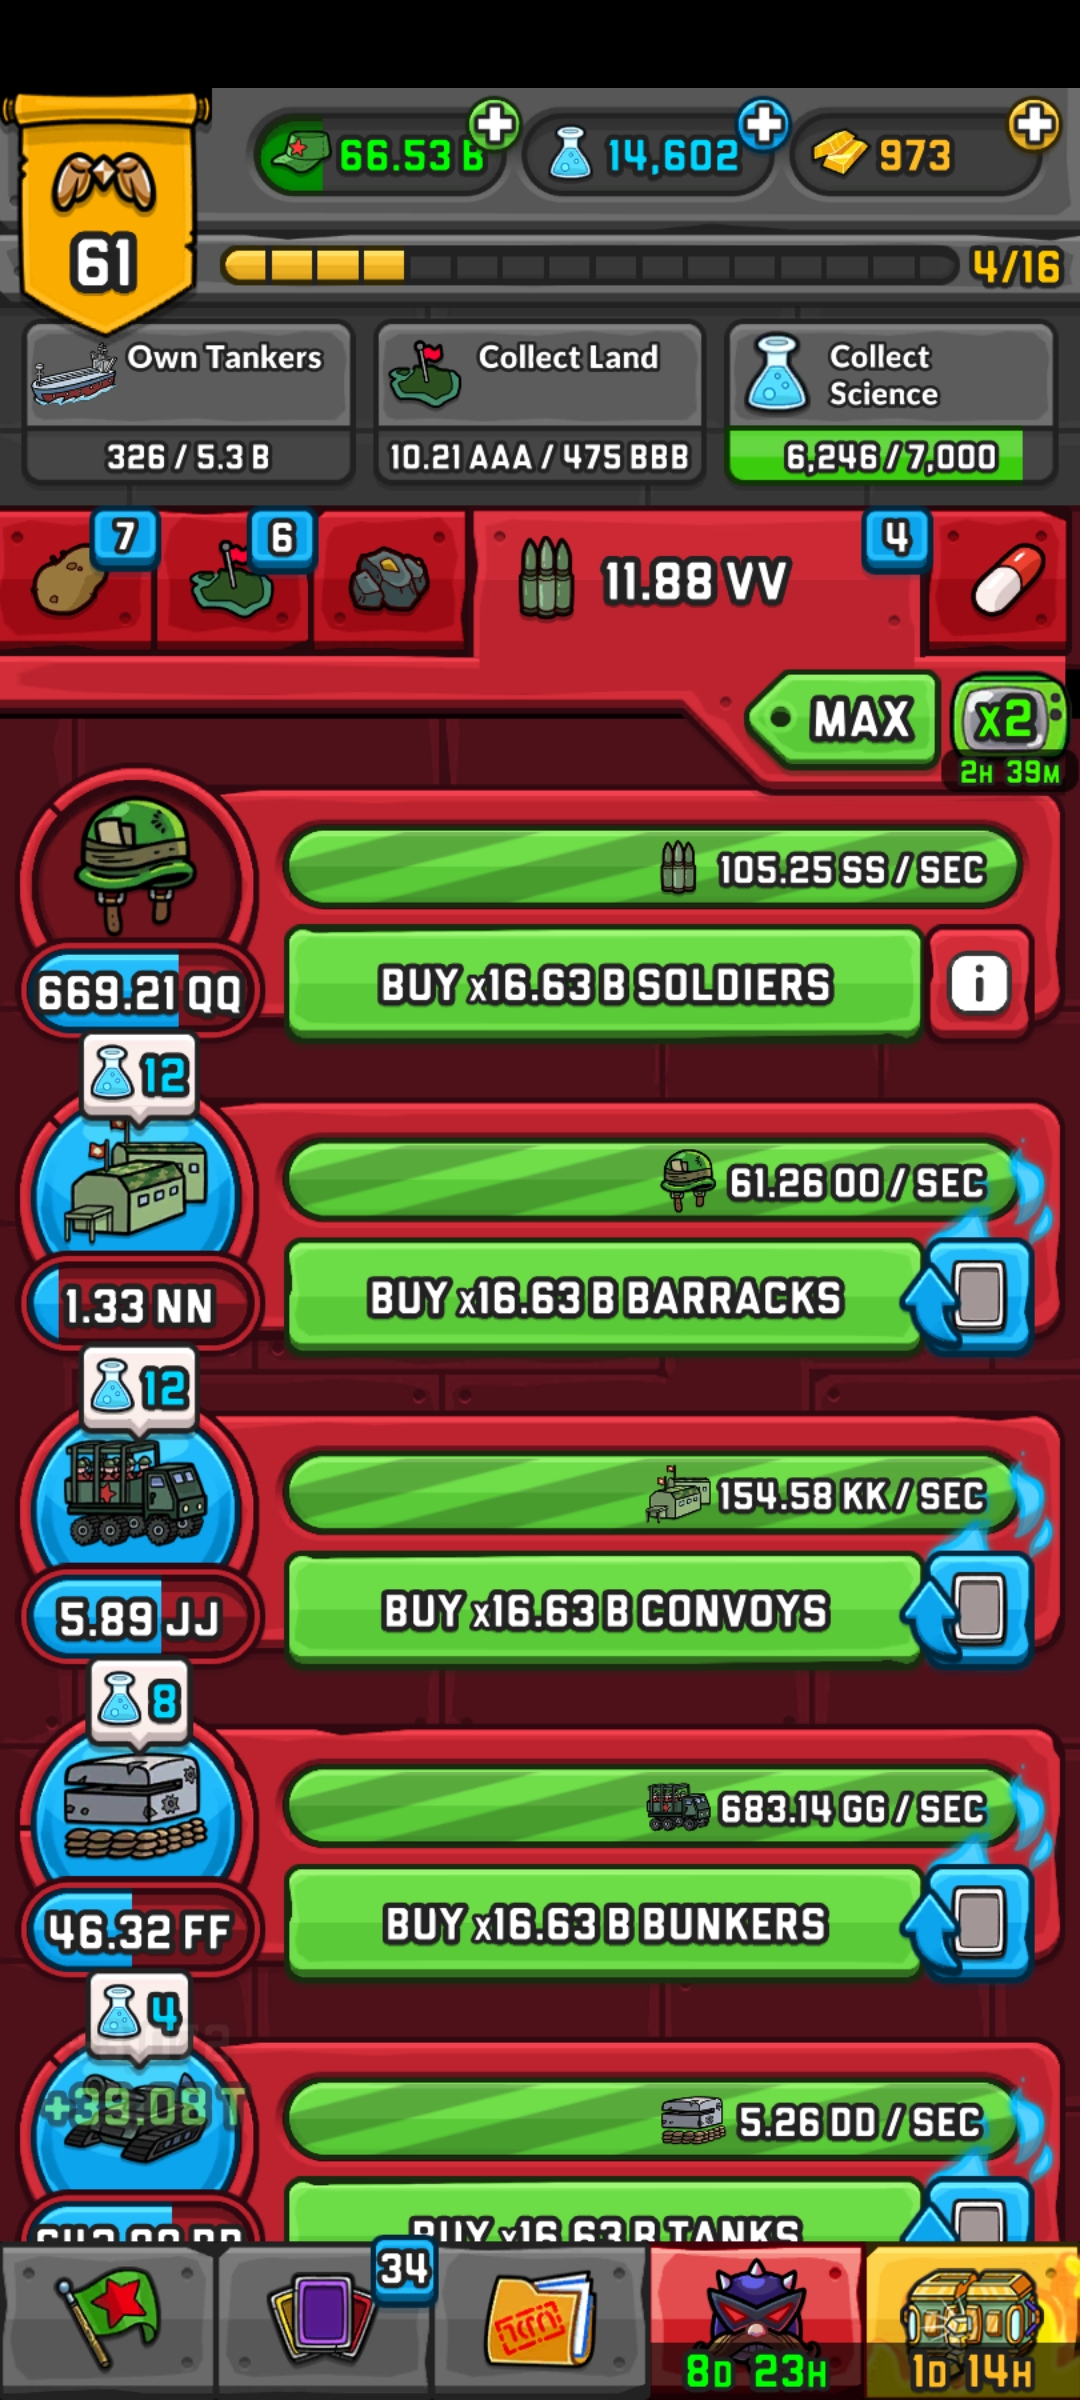 66.53 B
14,602
973
61
4/16
Own Tankers
326 / 5.3 B
Collect Land
10.21 AAA / 475 BBB
Collect
Science
6,246 / 7,000
7
6
11.88 VV
4
MAX
x2
2H 39M
105.25 SS / SEC
669.21 QQ
BUY x16.63 B SOLDIERS
12
61.26 OO / SEC
1.33 NN
BUY x16.63 B BARRACKS
12
154.58 KK / SEC
5.89 JJ
BUY x16.63 B CONVOYS
8
683.14 GG / SEC
46.32 FF
BUY x16.63 B BUNKERS
4
+39.08 T
5.26 DD / SEC
BUY x16.63 B TANKS
34
8D 23H
1D 14H